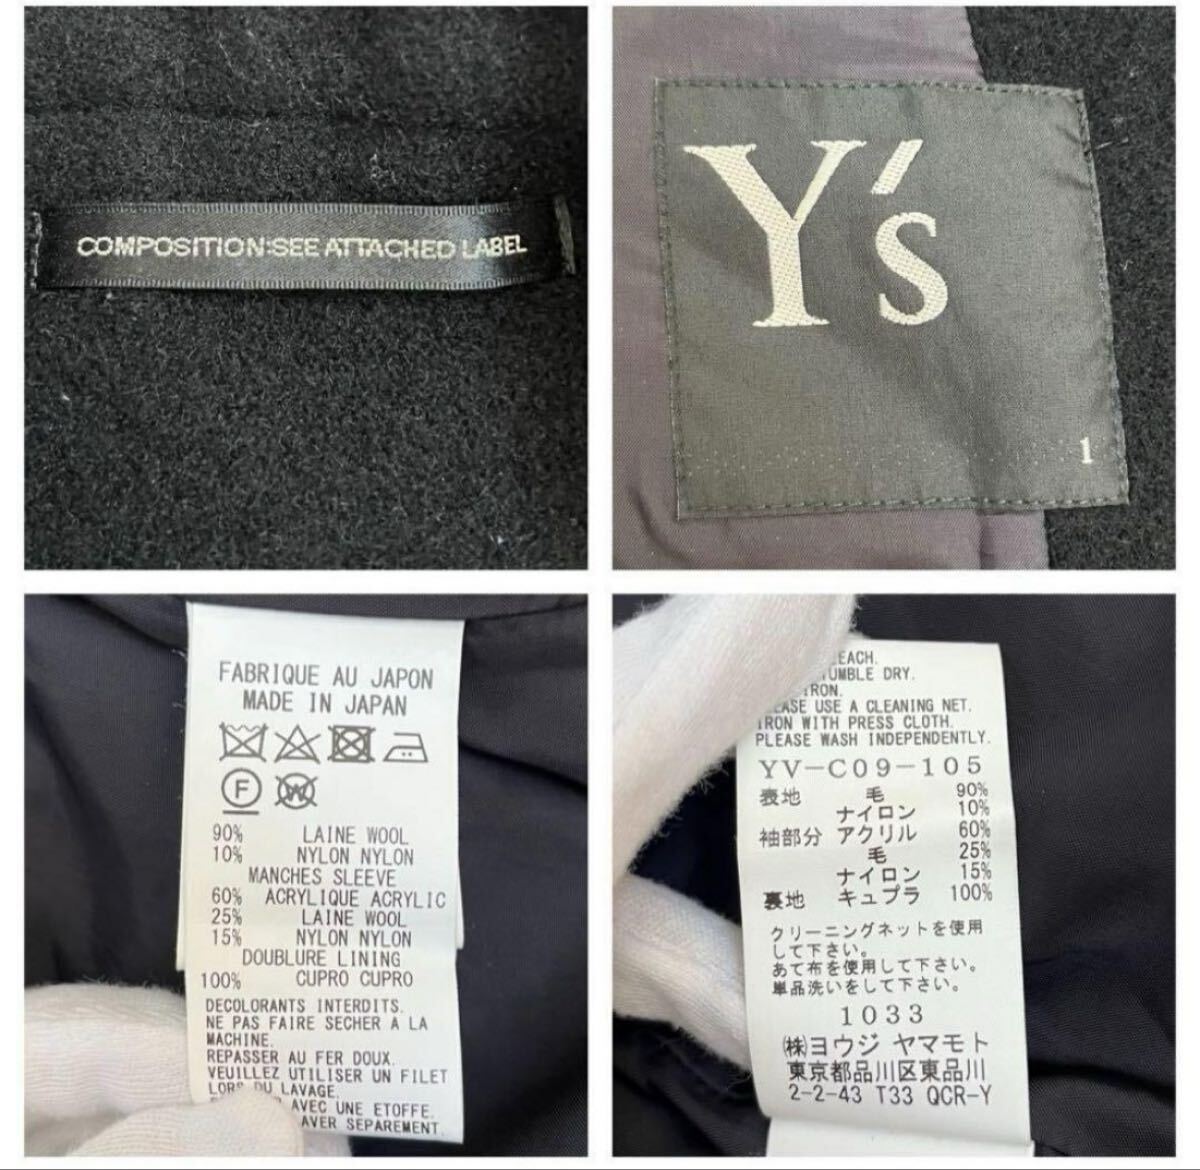 COMPOSITION:SEE ATTACHED LABEL
Y's
1
FABRIQUE AU JAPON
MADE IN JAPAN
F
W
90% LAINE WOOL
10% NYLON NYLON
MANCHES SLEEVE
60% ACRYLIQUE ACRYLIC
25% LAINE WOOL
15% NYLON NYLON
DOUBLURE LINING
100% CUPRO CUPRO
DECOLORANTS INTERDITS.
NE PAS FAIRE SECHER A LA
MACHINE.
REPASSER AU FER DOUX.
VEUILLEZ UTILISER UN FILET
LORS DU LAVAGE.
AVEC UNE ETOFFE.
AVER SEPAREMENT.
EACH.
TUMBLE DRY.
IRON.
EASE USE A CLEANING NET.
IRON WITH PRESS CLOTH.
PLEASE WASH INDEPENDENTLY.
YV-C09-105
表地 毛 90%
ナイロン 10%
袖部分 アクリル 60%
毛 25%
ナイロン 15%
裏地 キュプラ 100%
クリーニングネットを使用
して下さい。
あて布を使用して下さい。
単品洗いをして下さい。
1033
㈱ヨウジ ヤマモト
東京都品川区東品川
2-2-43 T33 QCR-Y